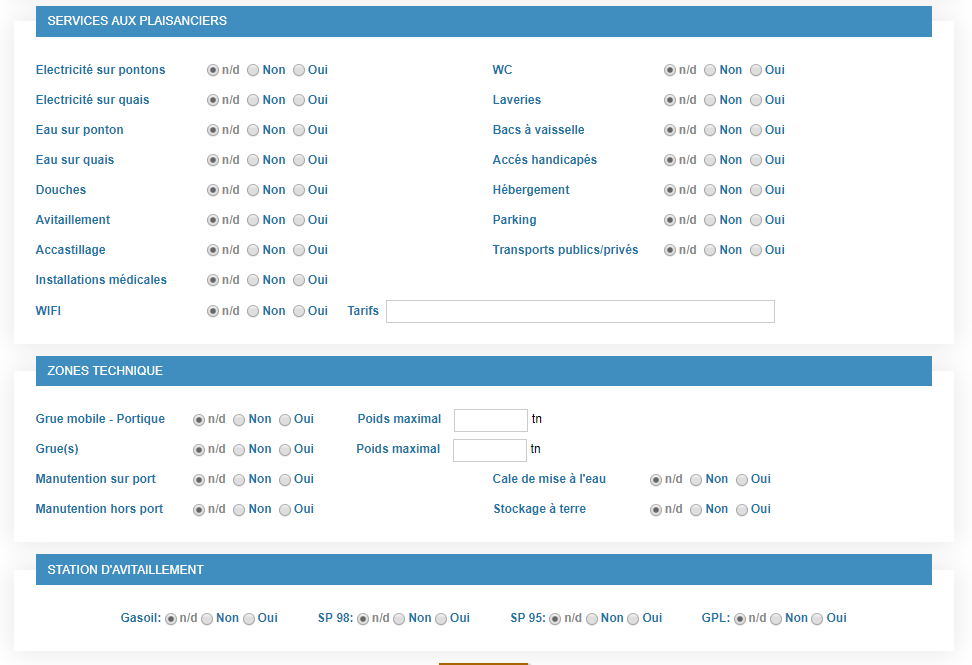 SERVICES AUX PLAISANCIERS
Electricité sur pontons n/d Non Oui WC n/d Non Oui
Electricité sur quais n/d Non Oui Laveries n/d Non Oui
Eau sur ponton n/d Non Oui Bacs à vaisselle n/d Non Oui
Eau sur quais n/d Non Oui Accés handicapés n/d Non Oui
Douches n/d Non Oui Hébergement n/d Non Oui
Avitaillement n/d Non Oui Parking n/d Non Oui
Accastillage n/d Non Oui Transports publics/privés n/d Non Oui
Installations médicales n/d Non Oui
WIFI n/d Non Oui Tarifs
ZONES TECHNIQUE
Grue mobile - Portique n/d Non Oui Poids maximal tn
Grue(s) n/d Non Oui Poids maximal tn
Manutention sur port n/d Non Oui Cale de mise à l'eau n/d Non Oui
Manutention hors port n/d Non Oui Stockage à terre n/d Non Oui
STATION D'AVITAILLEMENT
Gasoil: n/d Non Oui SP 98: n/d Non Oui SP 95: n/d Non Oui GPL: n/d Non Oui